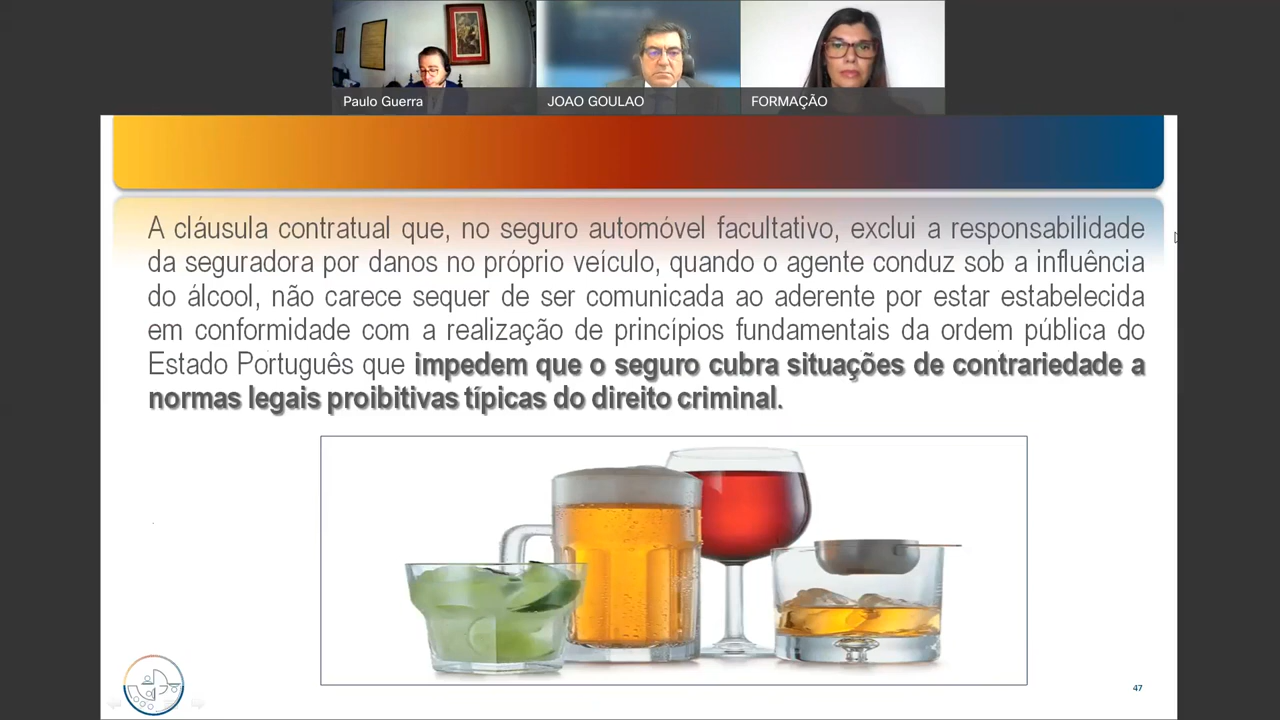 Paulo Guerra
JOAO GOULAO
FORMAÇÃO
A cláusula contratual que, no seguro automóvel facultativo, exclui a responsabilidade
da seguradora por danos no próprio veículo, quando o agente conduz sob a influência
do álcool, não carece sequer de ser comunicada ao aderente por estar estabelecida
em conformidade com a realização de princípios fundamentais da ordem pública do
Estado Português que impedem que o seguro cubra situações de contrariedade a
normas legais proibitivas típicas do direito criminal.
47